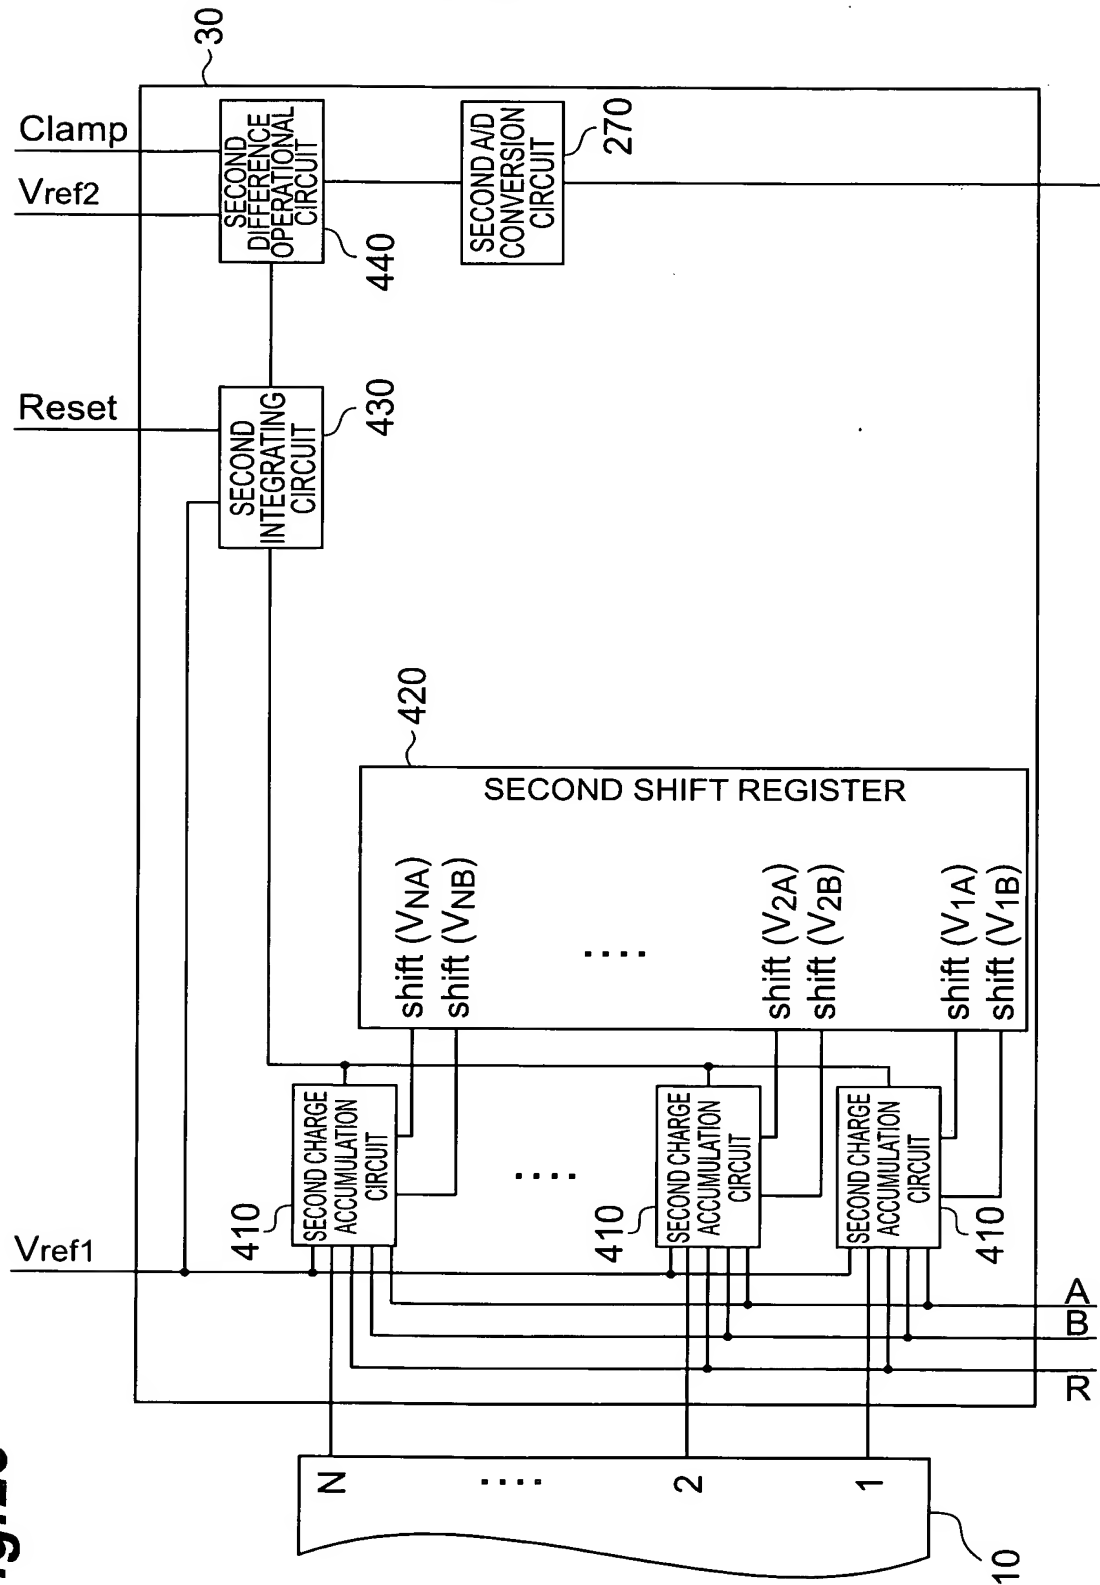 30
Clamp
Vref2
Reset
Vref1
SECOND
DIFFERENCE
OPERATIONAL
CIRCUIT
440
SECOND A/D
CONVERSION
CIRCUIT
270
SECOND
INTEGRATING
CIRCUIT
430
420
SECOND SHIFT REGISTER
shift (VNA)
shift (VNB)
....
shift (V2A)
shift (V2B)
shift (V1A)
shift (V1B)
SECOND CHARGE
ACCUMULATION
CIRCUIT
410
....
SECOND CHARGE
ACCUMULATION
CIRCUIT
410
SECOND CHARGE
ACCUMULATION
CIRCUIT
410
A
B
R
N
....
2
1
10